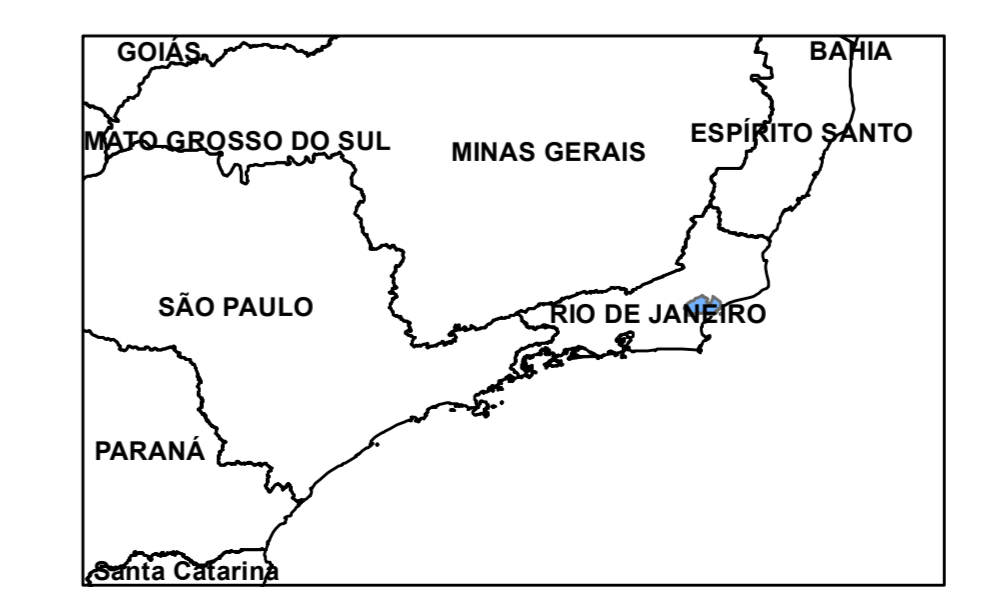 GOIÁS
BAHIA
MATO GROSSO DO SUL
MINAS GERAIS
ESPÍRITO SANTO
SÃO PAULO
RIO DE JANEIRO
PARANÁ
Santa Catarina